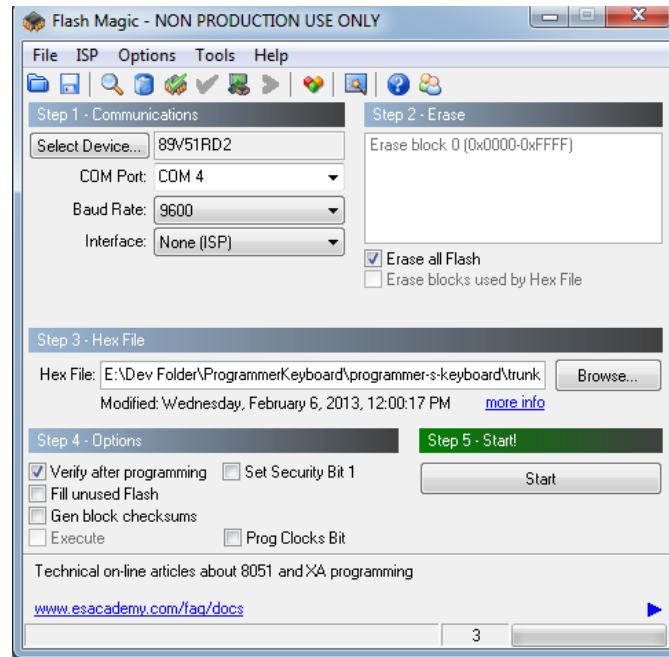 Flash Magic - NON PRODUCTION USE ONLY
File ISP Options Tools Help
Step 1 - Communications
Select Device... 89V51RD2
COM Port: COM 4
Baud Rate: 9600
Interface: None (ISP)
Step 2 - Erase
Erase block 0 (0x0000-0xFFFF)
Erase all Flash
Erase blocks used by Hex File
Step 3 - Hex File
Hex File: E:\Dev Folder\ProgrammerKeyboard\programmer-s-keyboard\trunk Browse...
Modified: Wednesday, February 6, 2013, 12:00:17 PM more info
Step 4 - Options
Verify after programming Set Security Bit 1
Fill unused Flash
Gen block checksums
Execute Prog Clocks Bit
Step 5 - Start!
Start
Technical on-line articles about 8051 and XA programming
www.esacademy.com/faq/docs
3